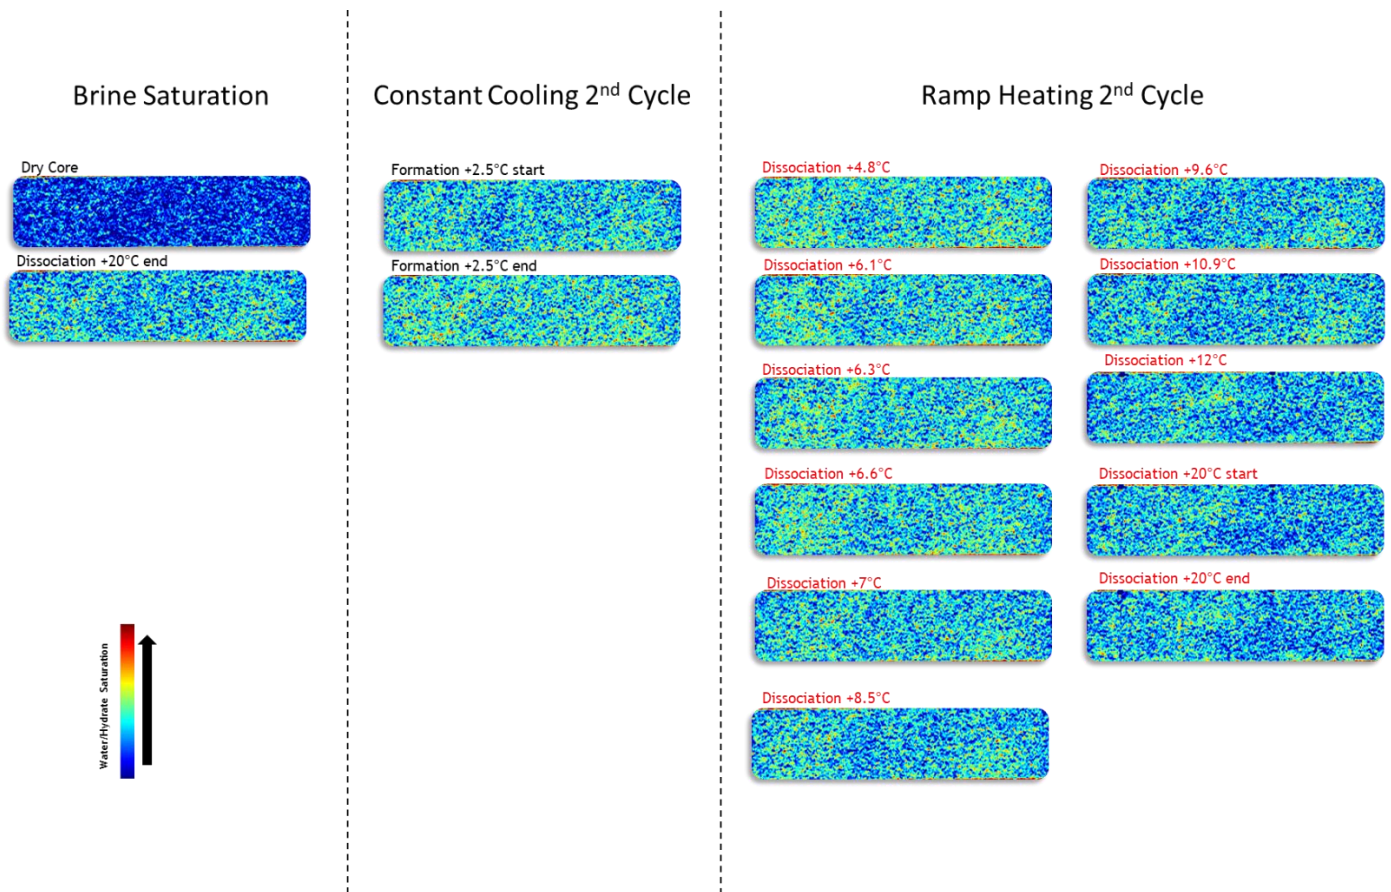 Brine Saturation
Dry Core
Dissociation +20°C end
Water/Hydrate Saturation
Constant Cooling 2nd Cycle
Formation +2.5°C start
Formation +2.5°C end
Ramp Heating 2nd Cycle
Dissociation +4.8°C
Dissociation +6.1°C
Dissociation +6.3°C
Dissociation +6.6°C
Dissociation +7°C
Dissociation +8.5°C
Dissociation +9.6°C
Dissociation +10.9°C
Dissociation +12°C
Dissociation +20°C start
Dissociation +20°C end